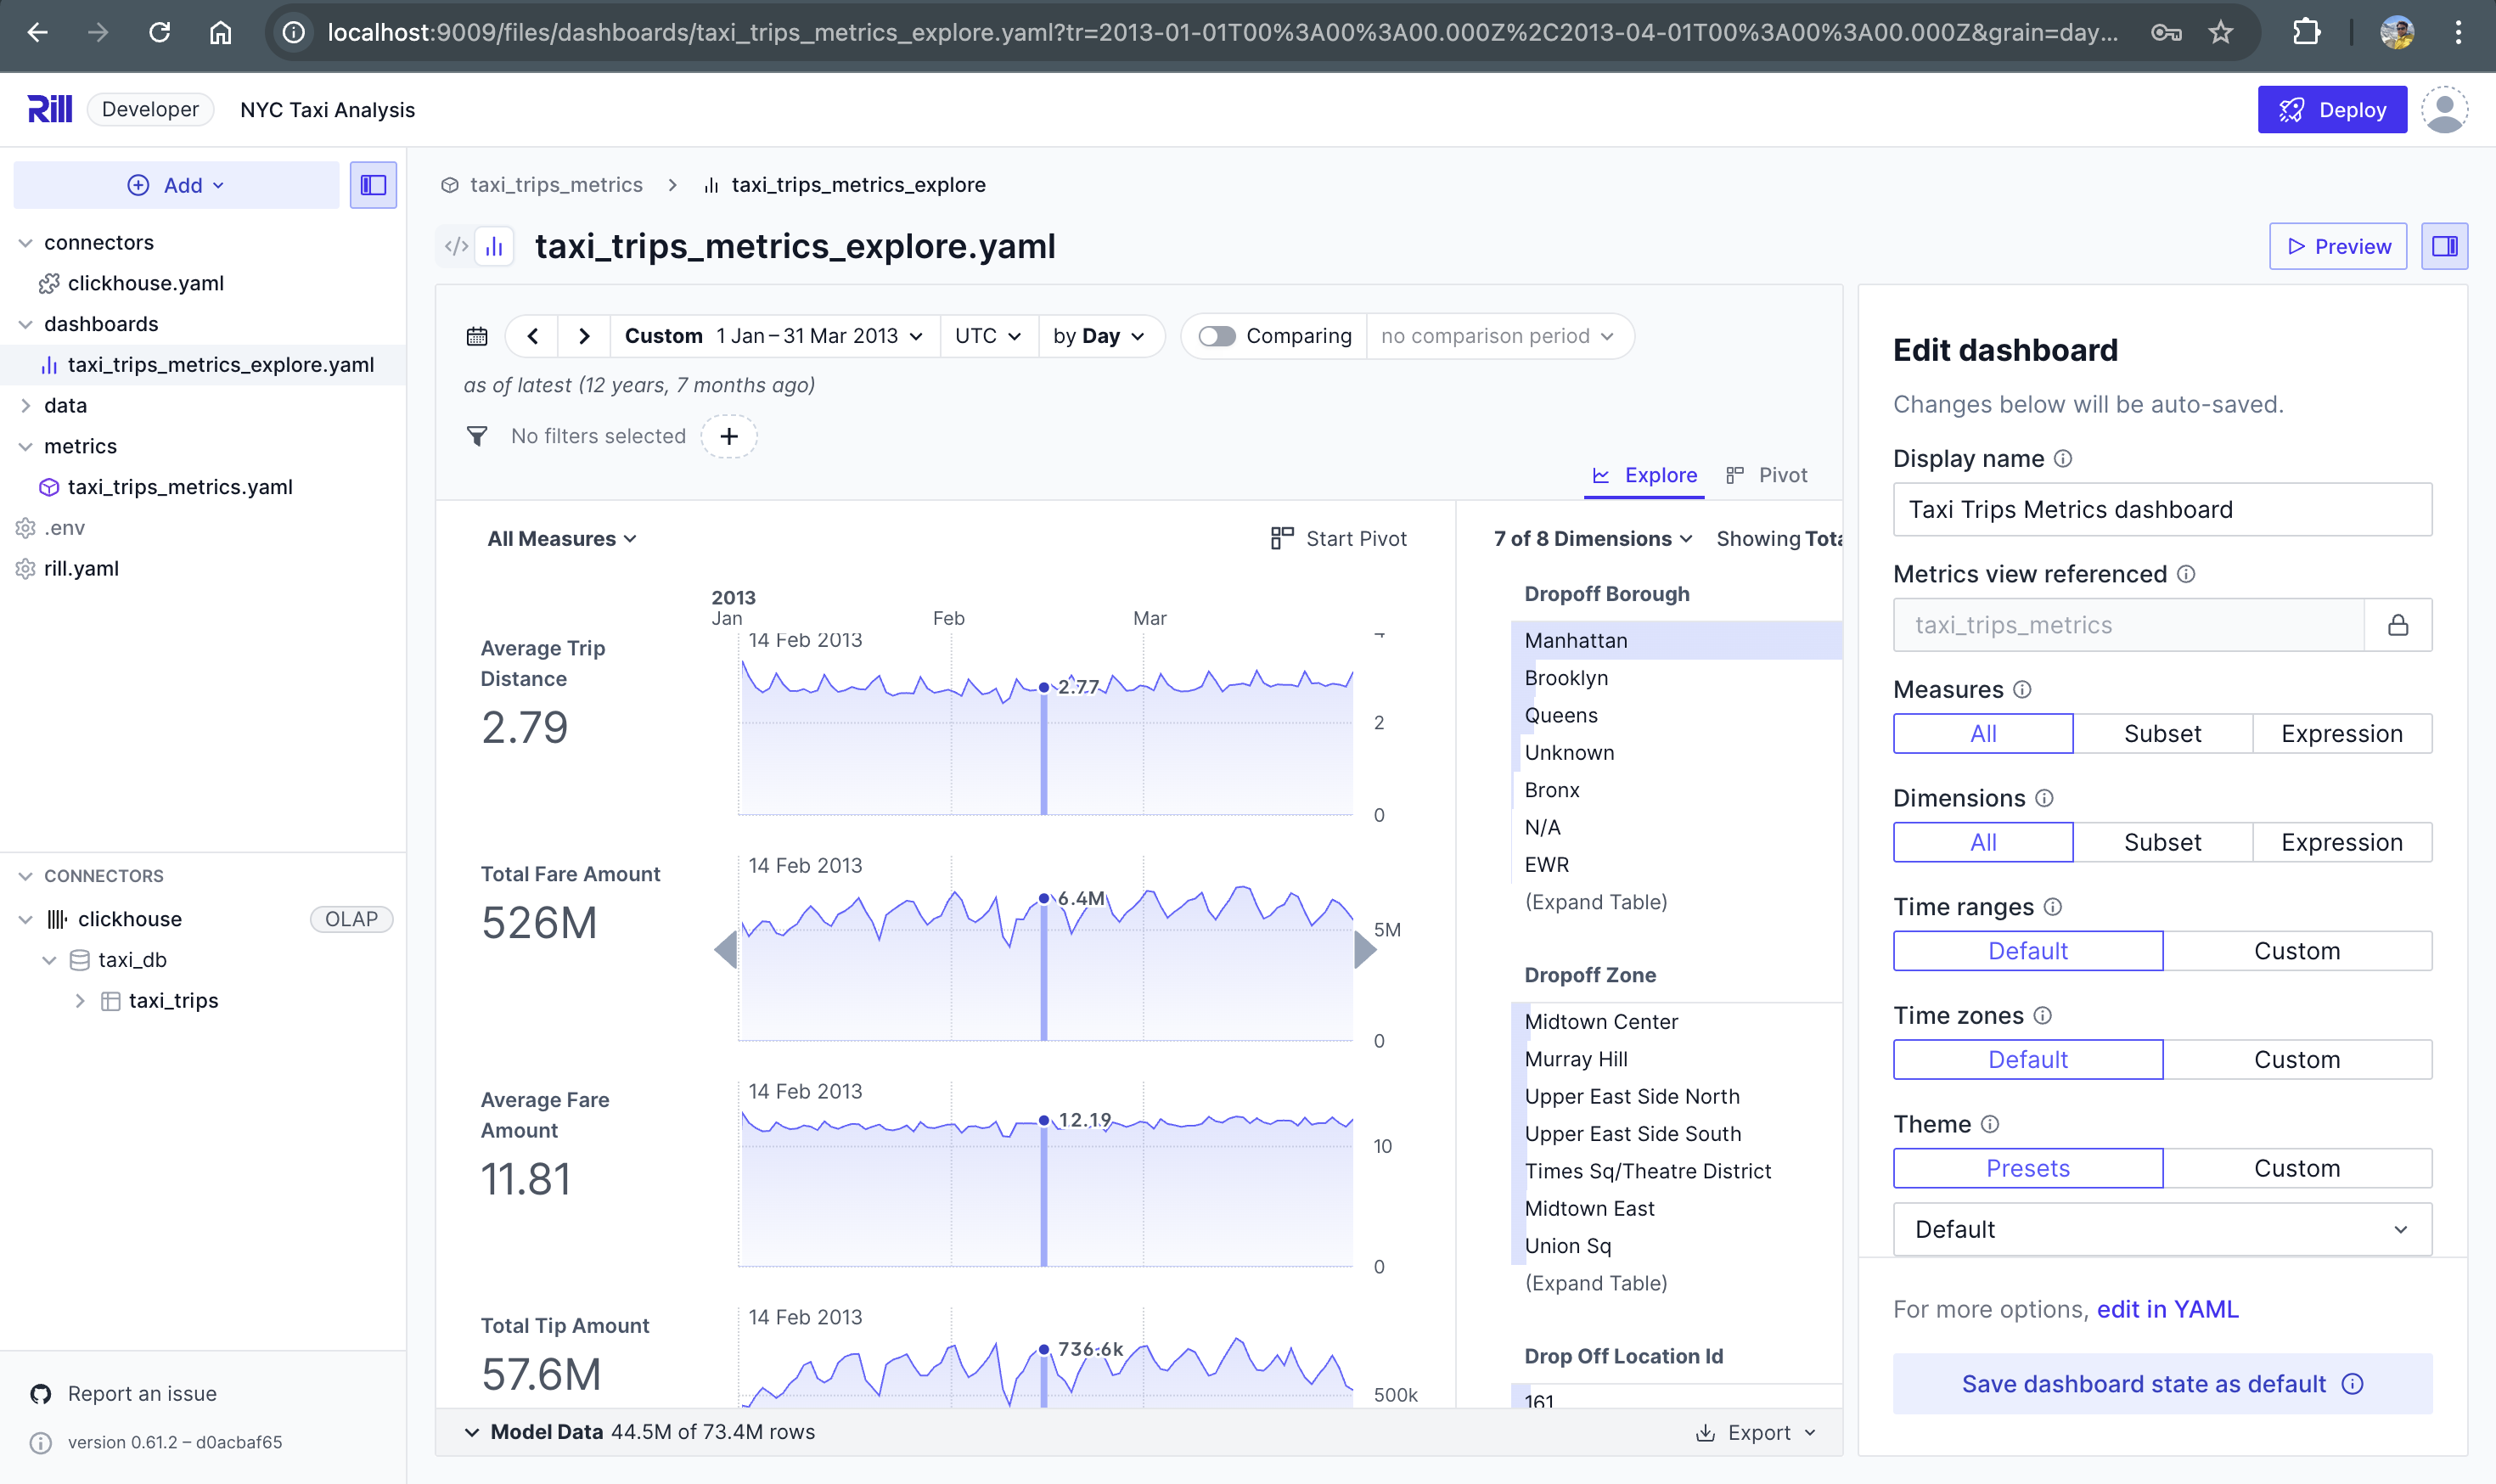 localhost:9009/files/dashboards/taxi_trips_metrics_explore.yaml?tr=2013-01-01T00%3A00%3A00.000Z%2C2013-04-01T00%3A00%3A00.000Z&grain=day...
Rill
Developer
NYC Taxi Analysis
Deploy
Add
connectors
clickhouse.yaml
dashboards
taxi_trips_metrics_explore.yaml
data
metrics
taxi_trips_metrics.yaml
.env
rill.yaml
CONNECTORS
clickhouse
OLAP
taxi_db
taxi_trips
Report an issue
version 0.61.2 – d0acbaf65
taxi_trips_metrics
taxi_trips_metrics_explore
taxi_trips_metrics_explore.yaml
Preview
Custom 1 Jan – 31 Mar 2013
UTC
by Day
Comparing
no comparison period
as of latest (12 years, 7 months ago)
No filters selected
Explore
Pivot
All Measures
Start Pivot
2013
Jan
Feb
Mar
Average Trip
Distance
2.79
14 Feb 2013
2.77
4
2
0
Total Fare Amount
526M
14 Feb 2013
6.4M
5M
0
Average Fare
Amount
11.81
14 Feb 2013
12.19
10
0
Total Tip Amount
57.6M
14 Feb 2013
736.6k
500k
7 of 8 Dimensions
Showing Tota
Dropoff Borough
Manhattan
Brooklyn
Queens
Unknown
Bronx
N/A
EWR
(Expand Table)
Dropoff Zone
Midtown Center
Murray Hill
Upper East Side North
Upper East Side South
Times Sq/Theatre District
Midtown East
Union Sq
(Expand Table)
Drop Off Location Id
161
Model Data 44.5M of 73.4M rows
Export
Edit dashboard
Changes below will be auto-saved.
Display name
Taxi Trips Metrics dashboard
Metrics view referenced
taxi_trips_metrics
Measures
All
Subset
Expression
Dimensions
All
Subset
Expression
Time ranges
Default
Custom
Time zones
Default
Custom
Theme
Presets
Custom
Default
For more options, edit in YAML
Save dashboard state as default